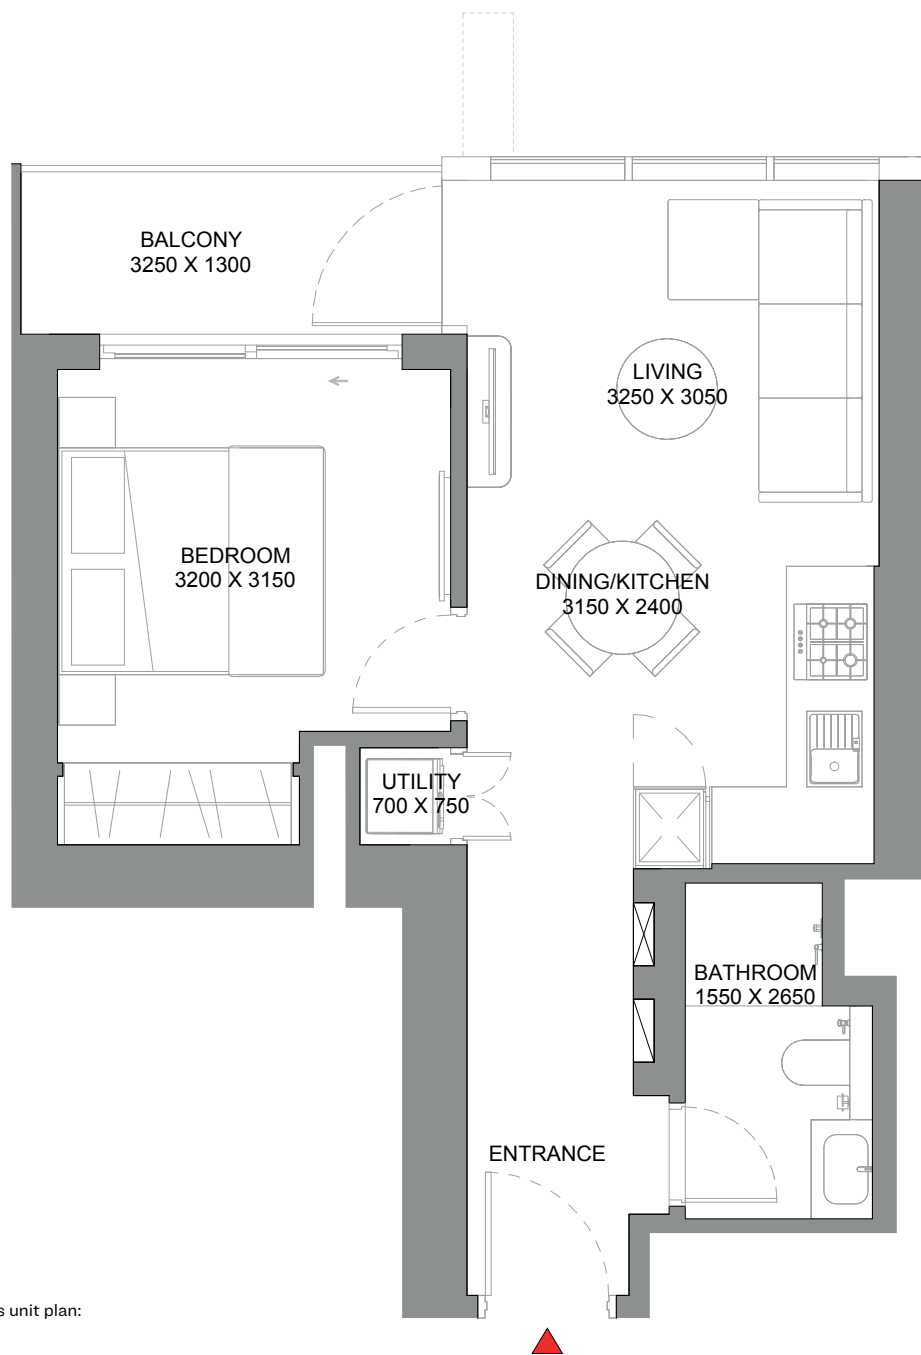 BALCONY
3250 X 1300
LIVING
3250 X 3050
BEDROOM
3200 X 3150
DINING/KITCHEN
3150 X 2400
UTILITY
700 X 750
BATHROOM
1550 X 2650
ENTRANCE
unit plan: